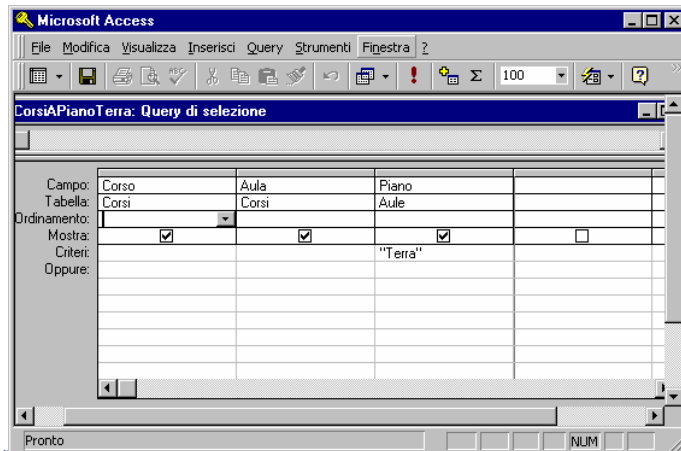 Microsoft Access
File Modifica Visualizza Inserisci Query Strumenti Finestra ?
100
CorsiAPianoTerra: Query di selezione
Campo: Corso Aula Piano
Tabella: Corsi Corsi Aule
Ordinamento:
Mostra:
Criteri: "Terra"
Oppure:
Pronto NUM